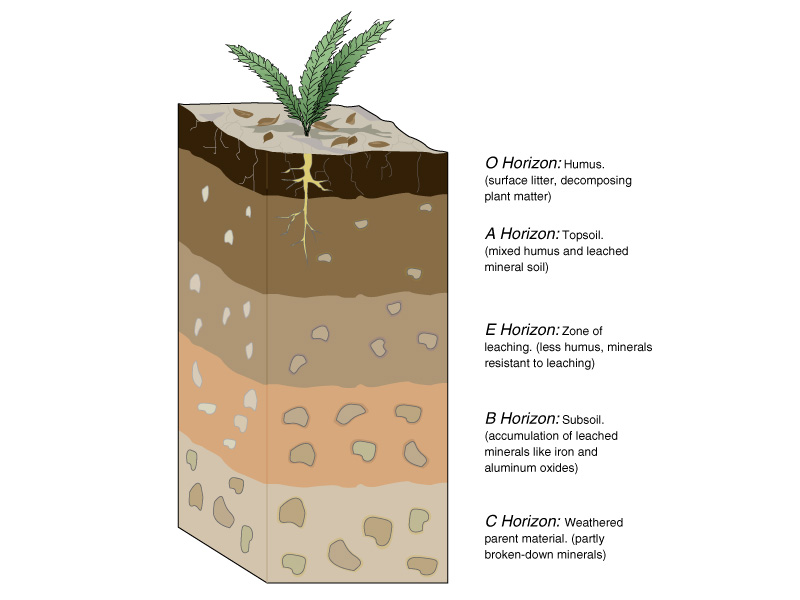 O Horizon: Humus.
(surface litter, decomposing
plant matter)
A Horizon: Topsoil.
(mixed humus and leached
mineral soil)
E Horizon: Zone of
leaching. (less humus, minerals
resistant to leaching)
B Horizon: Subsoil.
(accumulation of leached
minerals like iron and
aluminum oxides)
C Horizon: Weathered
parent material. (partly
broken-down minerals)